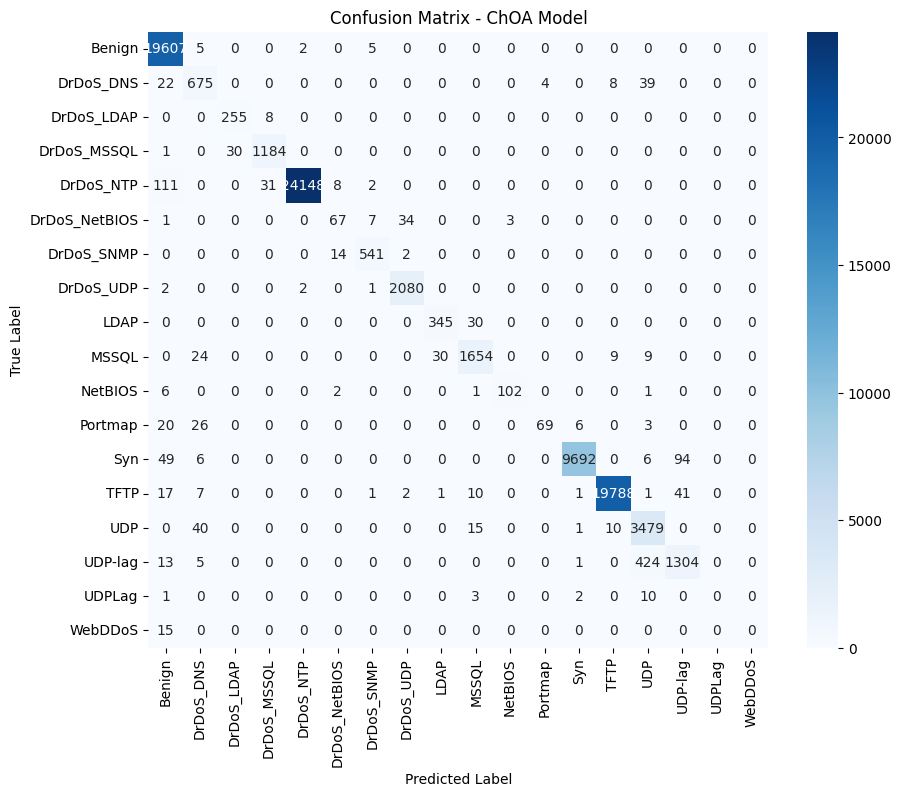 Confusion Matrix - ChOA Model
True Label
Benign 19607 5 0 0 2 0 5 0 0 0 0 0 0 0 0 0 0 0
DrDoS_DNS 22 675 0 0 0 0 0 0 0 0 0 4 0 8 39 0 0 0
DrDoS_LDAP 0 0 255 8 0 0 0 0 0 0 0 0 0 0 0 0 0 0
DrDoS_MSSQL 1 0 30 1184 0 0 0 0 0 0 0 0 0 0 0 0 0 0
DrDoS_NTP 111 0 0 31 24148 8 2 0 0 0 0 0 0 0 0 0 0 0
DrDoS_NetBIOS 1 0 0 0 0 67 7 34 0 0 3 0 0 0 0 0 0 0
DrDoS_SNMP 0 0 0 0 0 14 541 2 0 0 0 0 0 0 0 0 0 0
DrDoS_UDP 2 0 0 0 2 0 1 2080 0 0 0 0 0 0 0 0 0 0
LDAP 0 0 0 0 0 0 0 0 345 30 0 0 0 0 0 0 0 0
MSSQL 0 24 0 0 0 0 0 0 30 1654 0 0 0 9 9 0 0 0
NetBIOS 6 0 0 0 0 2 0 0 0 1 102 0 0 0 1 0 0 0
Portmap 20 26 0 0 0 0 0 0 0 0 0 69 6 0 3 0 0 0
Syn 49 6 0 0 0 0 0 0 0 0 0 0 9692 0 6 94 0 0
TFTP 17 7 0 0 0 0 1 2 1 10 0 0 1 19788 1 41 0 0
UDP 0 40 0 0 0 0 0 0 0 15 0 0 1 10 3479 0 0 0
UDP-lag 13 5 0 0 0 0 0 0 0 0 0 0 1 0 424 1304 0 0
UDPLag 1 0 0 0 0 0 0 0 0 3 0 0 2 0 10 0 0 0
WebDDoS 15 0 0 0 0 0 0 0 0 0 0 0 0 0 0 0 0 0
Benign
DrDoS_DNS
DrDoS_LDAP
DrDoS_MSSQL
DrDoS_NTP
DrDoS_NetBIOS
DrDoS_SNMP
DrDoS_UDP
LDAP
MSSQL
NetBIOS
Portmap
Syn
TFTP
UDP
UDP-lag
UDPLag
WebDDoS
Predicted Label
20000
15000
10000
5000
0